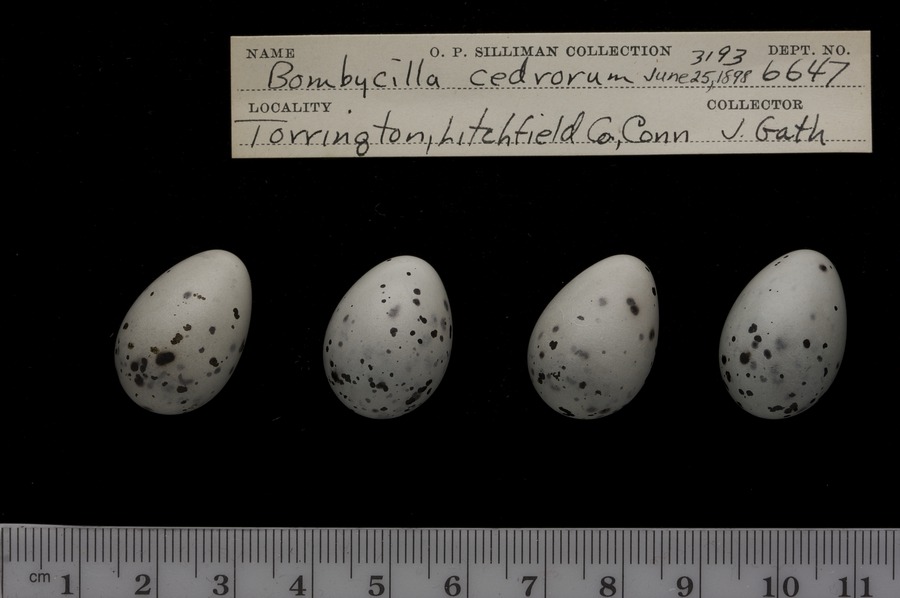 NAME O. P. SILLIMAN COLLECTION 3193 DEPT. NO.
Bombycilla cedrorum June 25, 1898 6647
LOCALITY COLLECTOR
Torrington, Litchfield Co, Conn J. Gath
cm 1 2 3 4 5 6 7 8 9 10 11